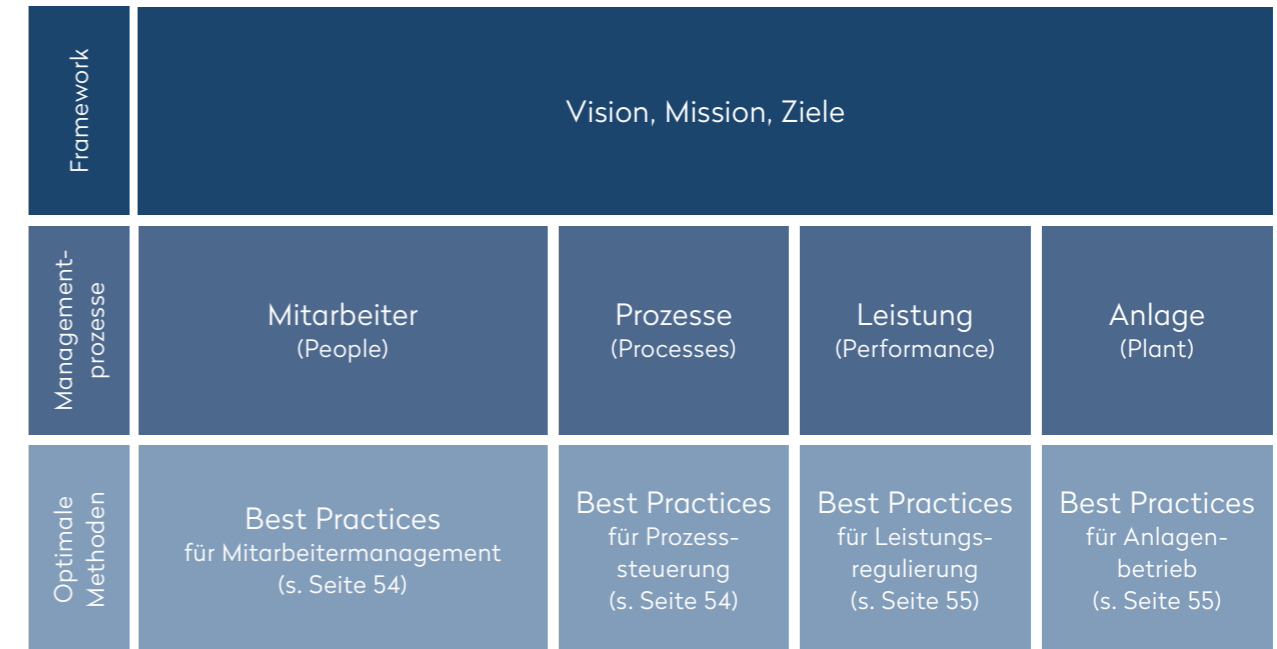 Framework
Vision, Mission, Ziele
Management-
prozesse
Mitarbeiter
(People)
Prozesse
(Processes)
Leistung
(Performance)
Anlage
(Plant)
Optimale
Methoden
Best Practices
für Mitarbeitermanagement
(s. Seite 54)
Best Practices
für Prozess-
steuerung
(s. Seite 54)
Best Practices
für Leistungs-
regulierung
(s. Seite 55)
Best Practices
für Anlagen-
betrieb
(s. Seite 55)